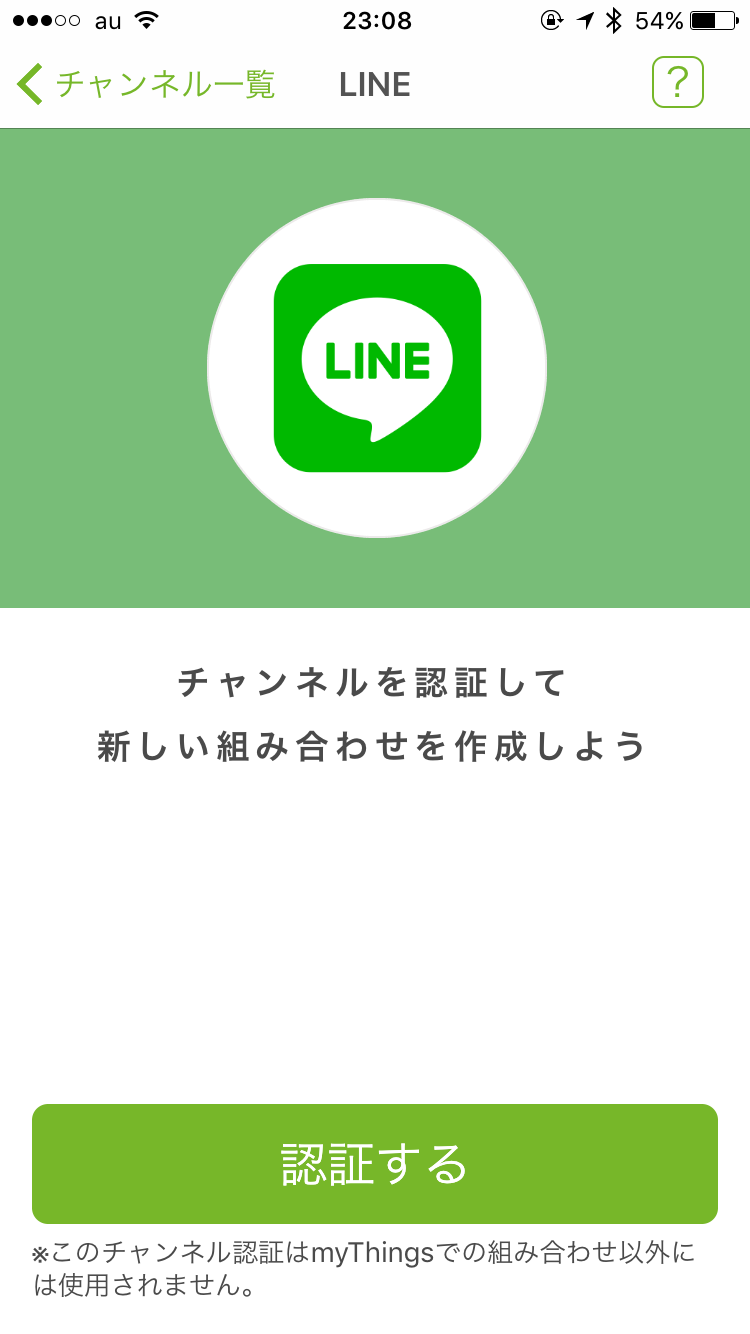 au 23:08 54%
チャンネル一覧 LINE ?
LINE
チャンネルを認証して
新しい組み合わせを作成しよう
認証する
※このチャンネル認証はmyThingsでの組み合わせ以外に
は使用されません。